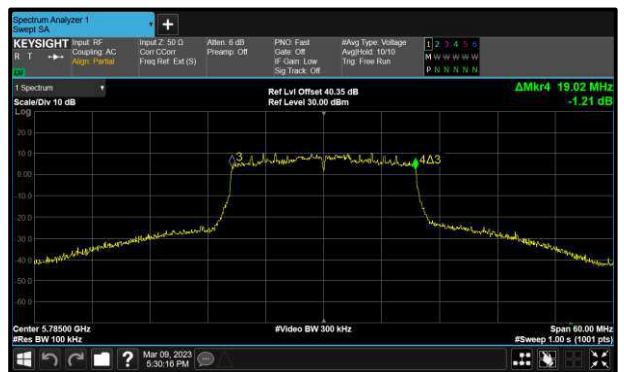 Spectrum Analyzer 1
Swept SA
+
KEYSIGHT Input: RF Input Z: 50 Ω Atten: 6 dB PNO: Fast #Avg Type: Voltage 1 2 3 4 5 6
R T Coupling: AC Corr CCorr Preamp: Off Gate: Off Avg|Hold: 10/10 M W W W W W
Align: Partial Freq Ref: Ext (S) IF Gain: Low Trig: Free Run
Sig Track: Off P N N N N N
1 Spectrum Ref Lvl Offset 40.35 dB ΔMkr4 19.02 MHz
Scale/Div 10 dB Ref Level 30.00 dBm -1.21 dB
Log
20.0
10.0
3 4Δ3
0.00
-10.0
-20.0
-30.0
-40.0
-50.0
-60.0
Center 5.78500 GHz #Video BW 300 kHz Span 60.00 MHz
#Res BW 100 kHz #Sweep 1.00 s (1001 pts)
? Mar 09, 2023
5:30:16 PM